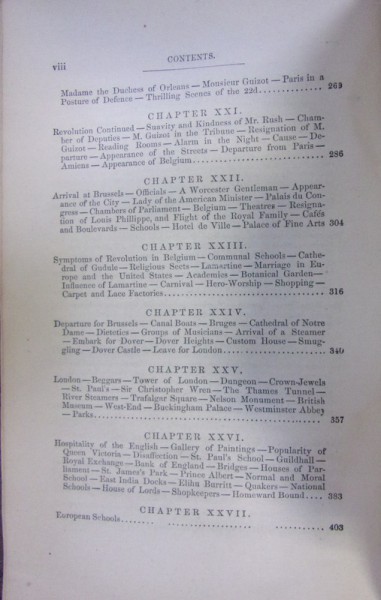 viii
CONTENTS.
Madame the Duchess of Orleans — Monsieur Guizot — Paris in a
Posture of Defence — Thrilling Scenes of the 22d. 263
CHAPTER XXI.
Revolution Continued — Suavity and Kindness of Mr. Rush — Cham-
ber of Deputies — M. Guizot in the Tribune — Resignation of M.
Guizot — Reading Rooms — Alarm in the Night — Cause — De-
parture — Appearance of the Streets — Departure from Paris —
Amiens — Appearance of Belgium 286
CHAPTER XXII.
Arrival at Brussels — Officials — A Worcester Gentleman — Appear-
ance of the City — Lady of the American Minister — Palais du Con-
gress — Chambers of Parliament — Belgium — Theatres — Resigna-
tion of Louis Phillippe, and Flight of the Royal Family — Cafés
and Boulevards — Schools — Hotel de Ville — Palace of Fine Arts 304
CHAPTER XXIII.
Symptoms of Revolution in Belgium — Communal Schools — Cathe-
dral of Gudule — Religious Sects — Lamartine — Marriage in Eu-
rope and the United States — Academies — Botanical Garden —
Influence of Lamartine — Carnival — Hero-Worship — Shopping —
Carpet and Lace Factories 316
CHAPTER XXIV.
Departure for Brussels — Canal Boats — Bruges — Cathedral of Notre
Dame — Dietetics — Groups of Musicians — Arrival of a Steamer
— Embark for Dover — Dover Heights — Custom House — Smug-
gling — Dover Castle — Leave for London 340
CHAPTER XXV.
London — Beggars — Tower of London — Dungeon — Crown-Jewels
— St. Paul's — Sir Christopher Wren — The Thames Tunnel —
River Steamers — Trafalgar Square — Nelson Monument — British
Museum — West-End — Buckingham Palace — Westminster Abbey
— Parks 357
CHAPTER XXVI.
Hospitality of the English — Gallery of Paintings — Popularity of
Queen Victoria — Disaffection — St. Paul's School — Guildhall —
Royal Exchange — Bank of England — Bridges — Houses of Par-
liament — St. James's Park — Prince Albert — Normal and Model
School — East India Docks — Elihu Burritt — Quakers — National
Schools — House of Lords — Shopkeepers — Homeward Bound 383
CHAPTER XXVII.
European Schools 403